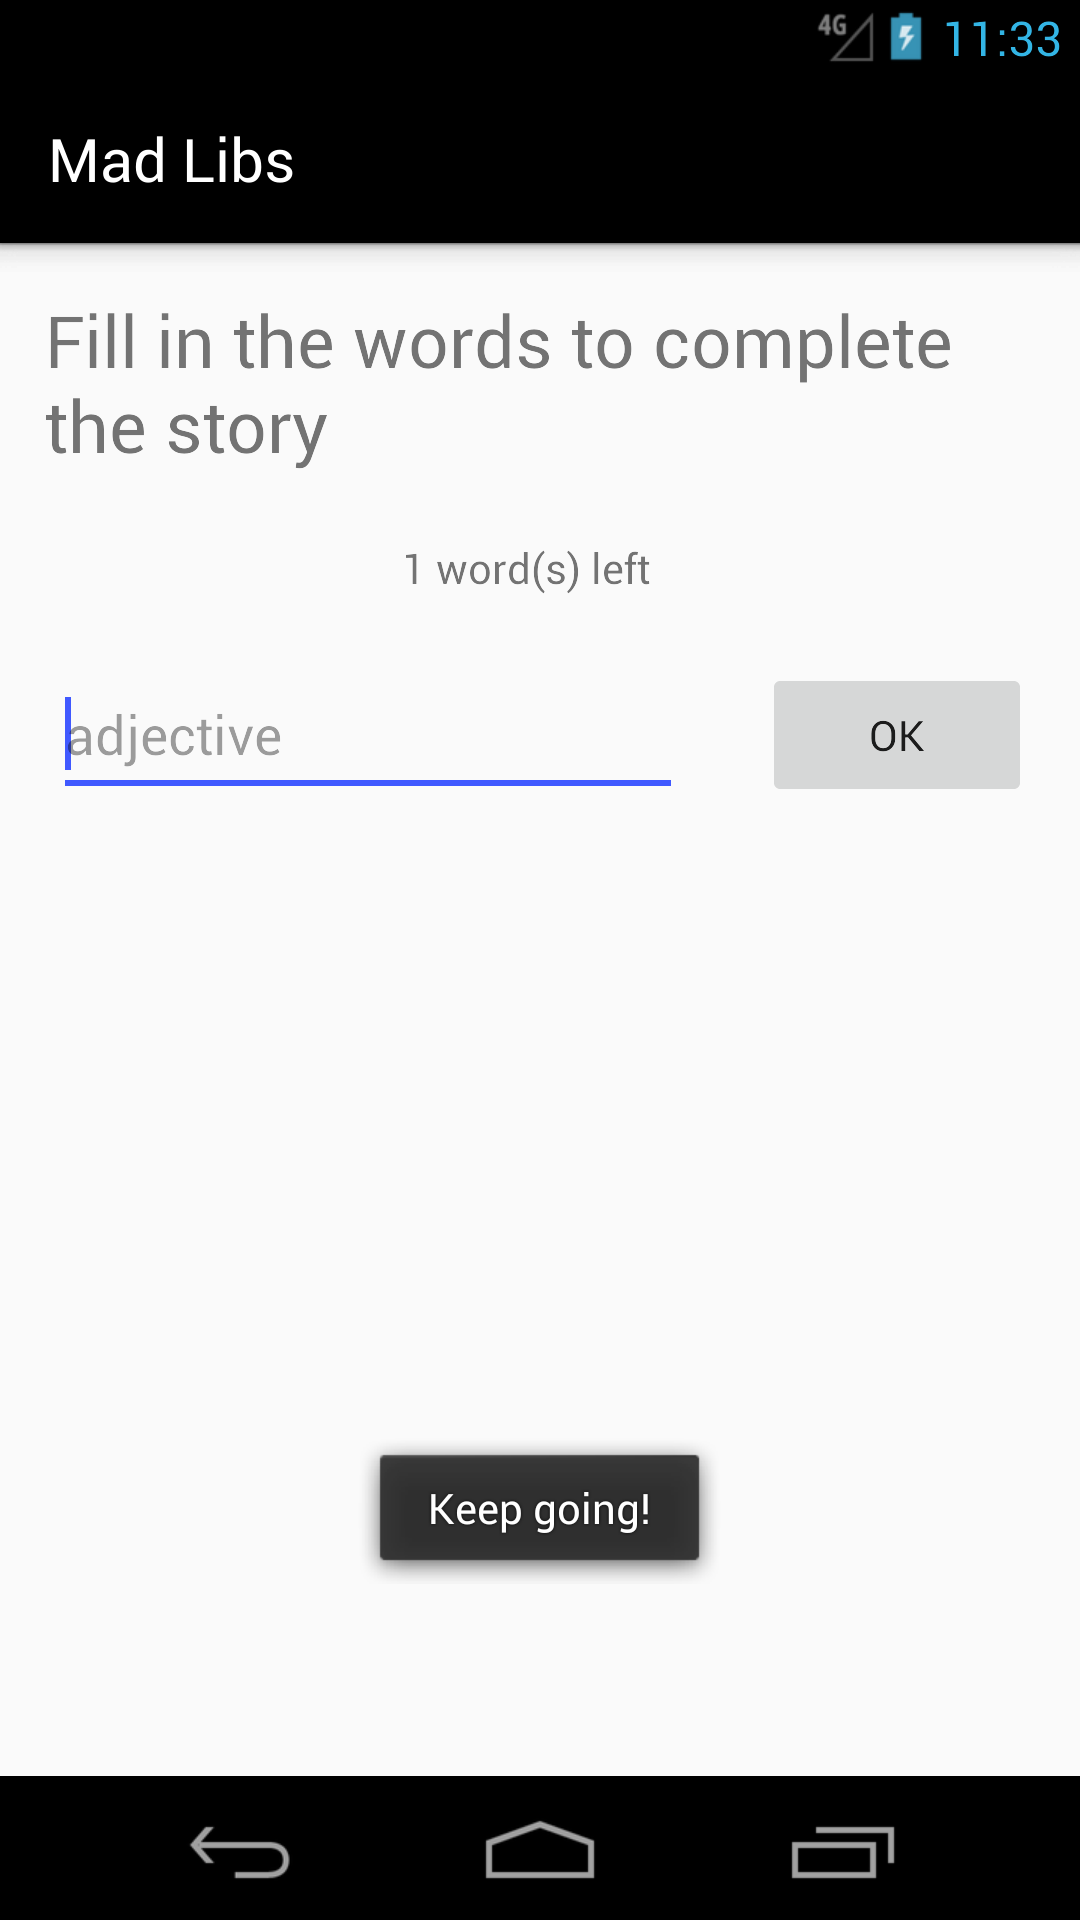 4G 11:33
Mad Libs
Fill in the words to complete
the story
1 word(s) left
adjective
OK
Keep going!